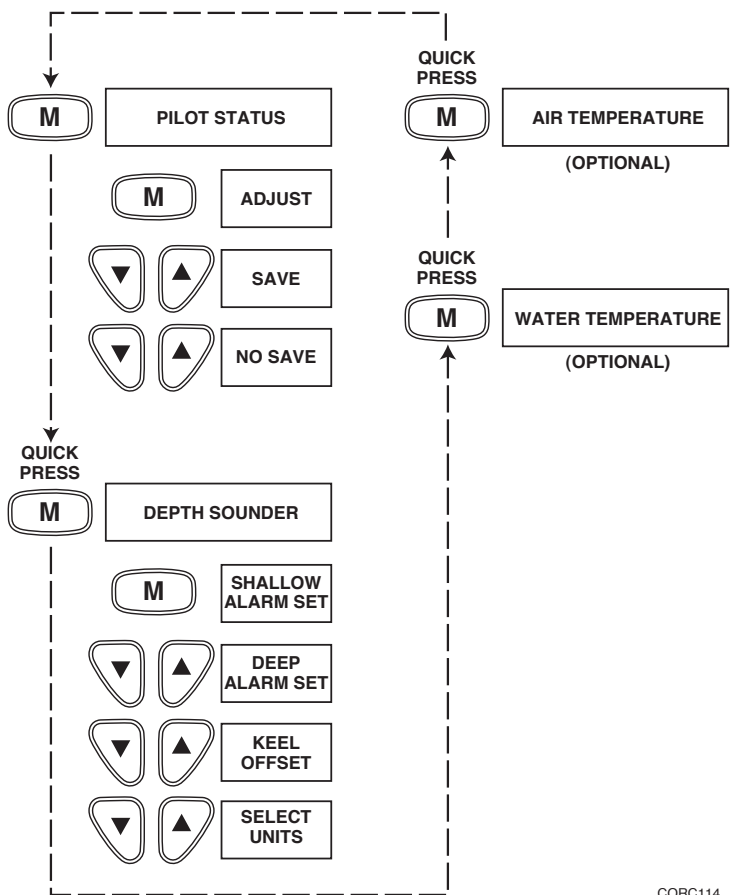 M
PILOT STATUS
M
ADJUST
SAVE
NO SAVE
QUICK
PRESS
M
DEPTH SOUNDER
M
SHALLOW
ALARM SET
DEEP
ALARM SET
KEEL
OFFSET
SELECT
UNITS
QUICK
PRESS
M
AIR TEMPERATURE
(OPTIONAL)
QUICK
PRESS
M
WATER TEMPERATURE
(OPTIONAL)
CORC114